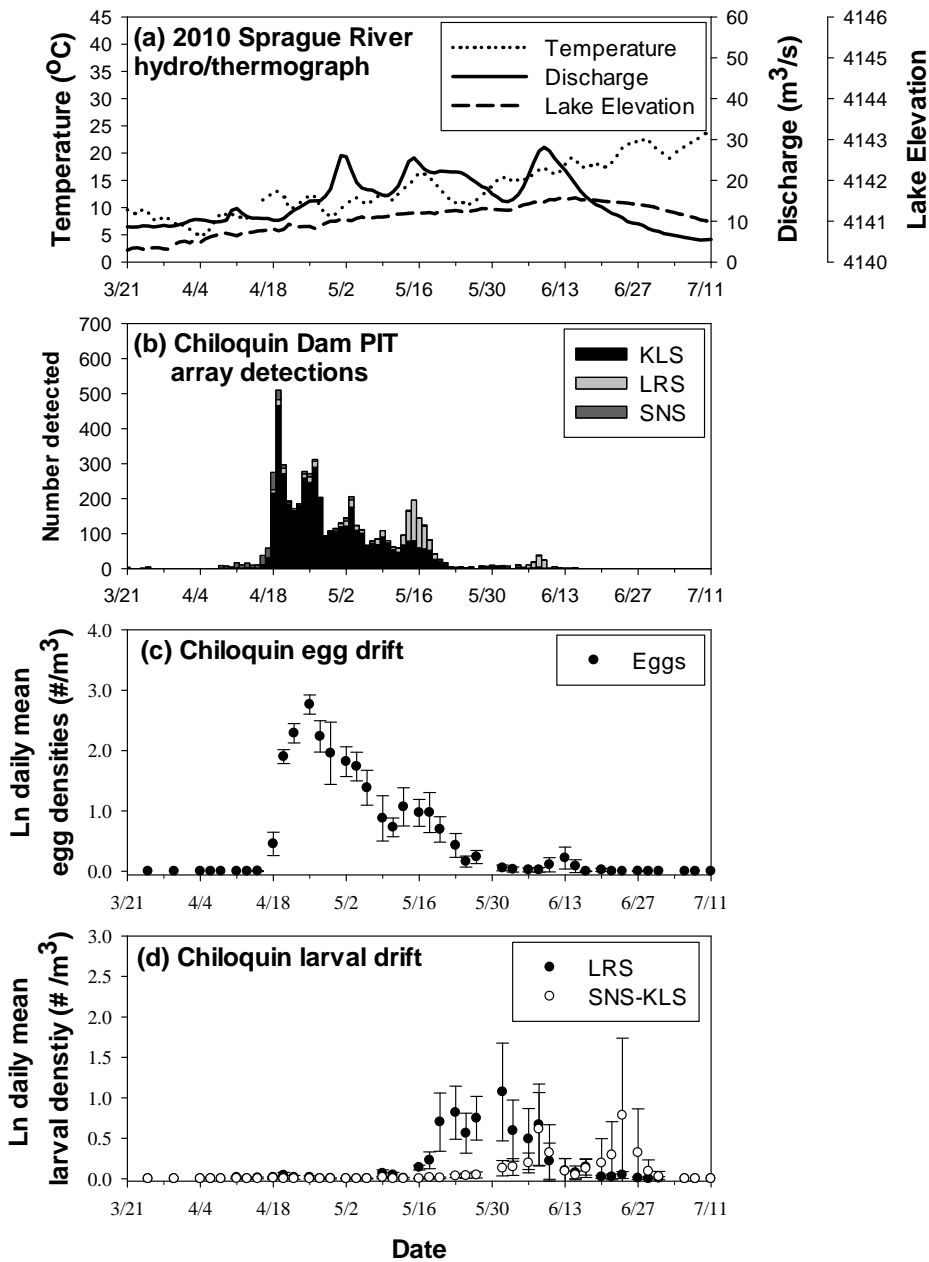 (a) 2010 Sprague River
hydro/thermograph
Temperature
Discharge
Lake Elevation
Temperature (ᴼC)
45
40
35
30
25
20
15
10
5
0
Discharge (m³/s)
60
50
40
30
20
10
0
Lake Elevation
4146
4145
4144
4143
4142
4141
4140
3/21 4/4 4/18 5/2 5/16 5/30 6/13 6/27 7/11
(b) Chiloquin Dam PIT
array detections
KLS
LRS
SNS
Number detected
700
600
500
400
300
200
100
0
3/21 4/4 4/18 5/2 5/16 5/30 6/13 6/27 7/11
(c) Chiloquin egg drift
Eggs
Ln daily mean
egg densities (#/m³)
4.0
3.0
2.0
1.0
0.0
3/21 4/4 4/18 5/2 5/16 5/30 6/13 6/27 7/11
(d) Chiloquin larval drift
LRS
SNS-KLS
Ln daily mean
larval denstiy (# /m³)
3.0
2.5
2.0
1.5
1.0
0.5
0.0
3/21 4/4 4/18 5/2 5/16 5/30 6/13 6/27 7/11
Date